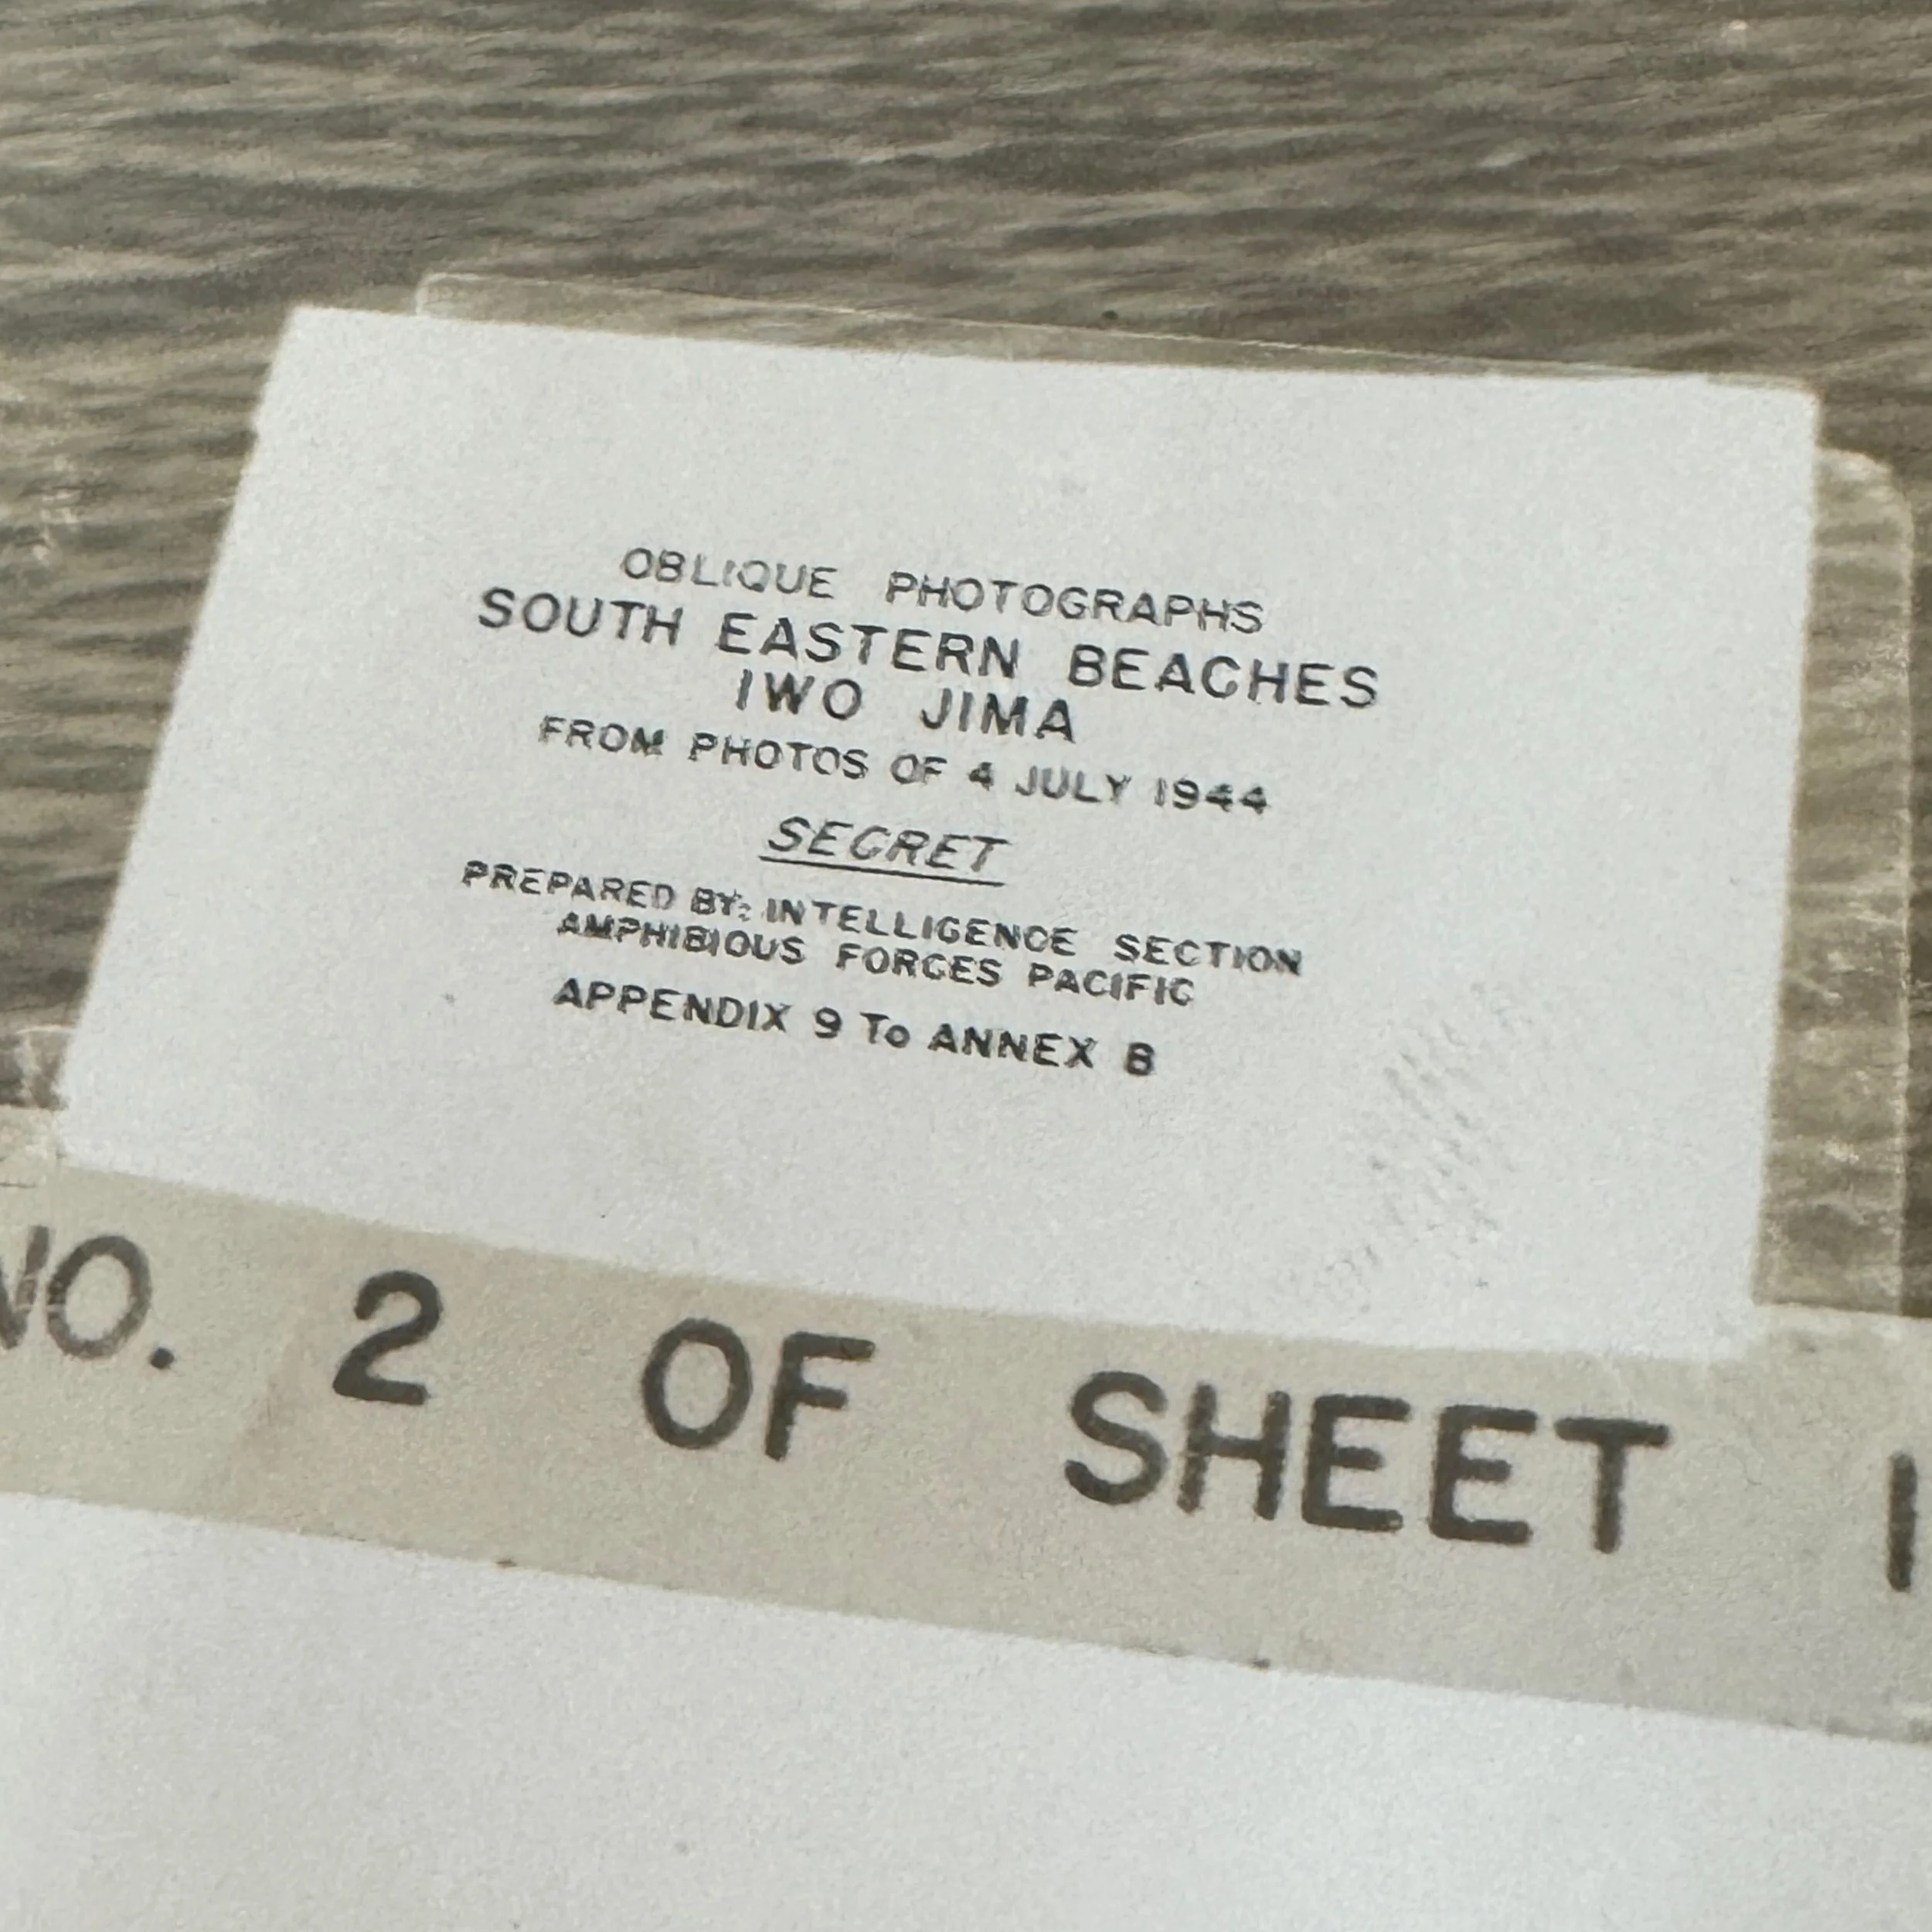 OBLIQUE PHOTOGRAPHS
SOUTH EASTERN BEACHES
IWO JIMA
FROM PHOTOS OF 4 JULY 1944
SECRET
PREPARED BY: INTELLIGENCE SECTION
AMPHIBIOUS FORCES PACIFIC
APPENDIX 9 To ANNEX B
NO. 2 OF SHEET 1